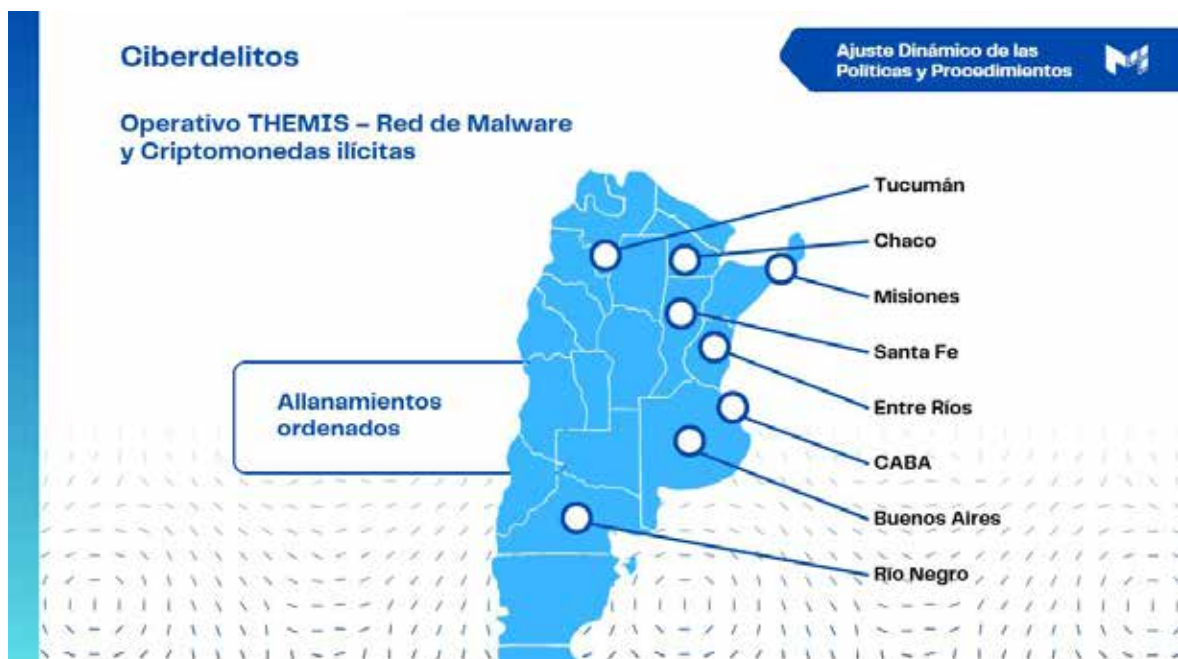 Ciberdelitos
Ajuste Dinámico de las
Políticas y Procedimientos
Operativo THEMIS – Red de Malware
y Criptomonedas ilícitas
Tucumán
Chaco
Misiones
Santa Fe
Entre Ríos
CABA
Buenos Aires
Río Negro
Allanamientos
ordenados